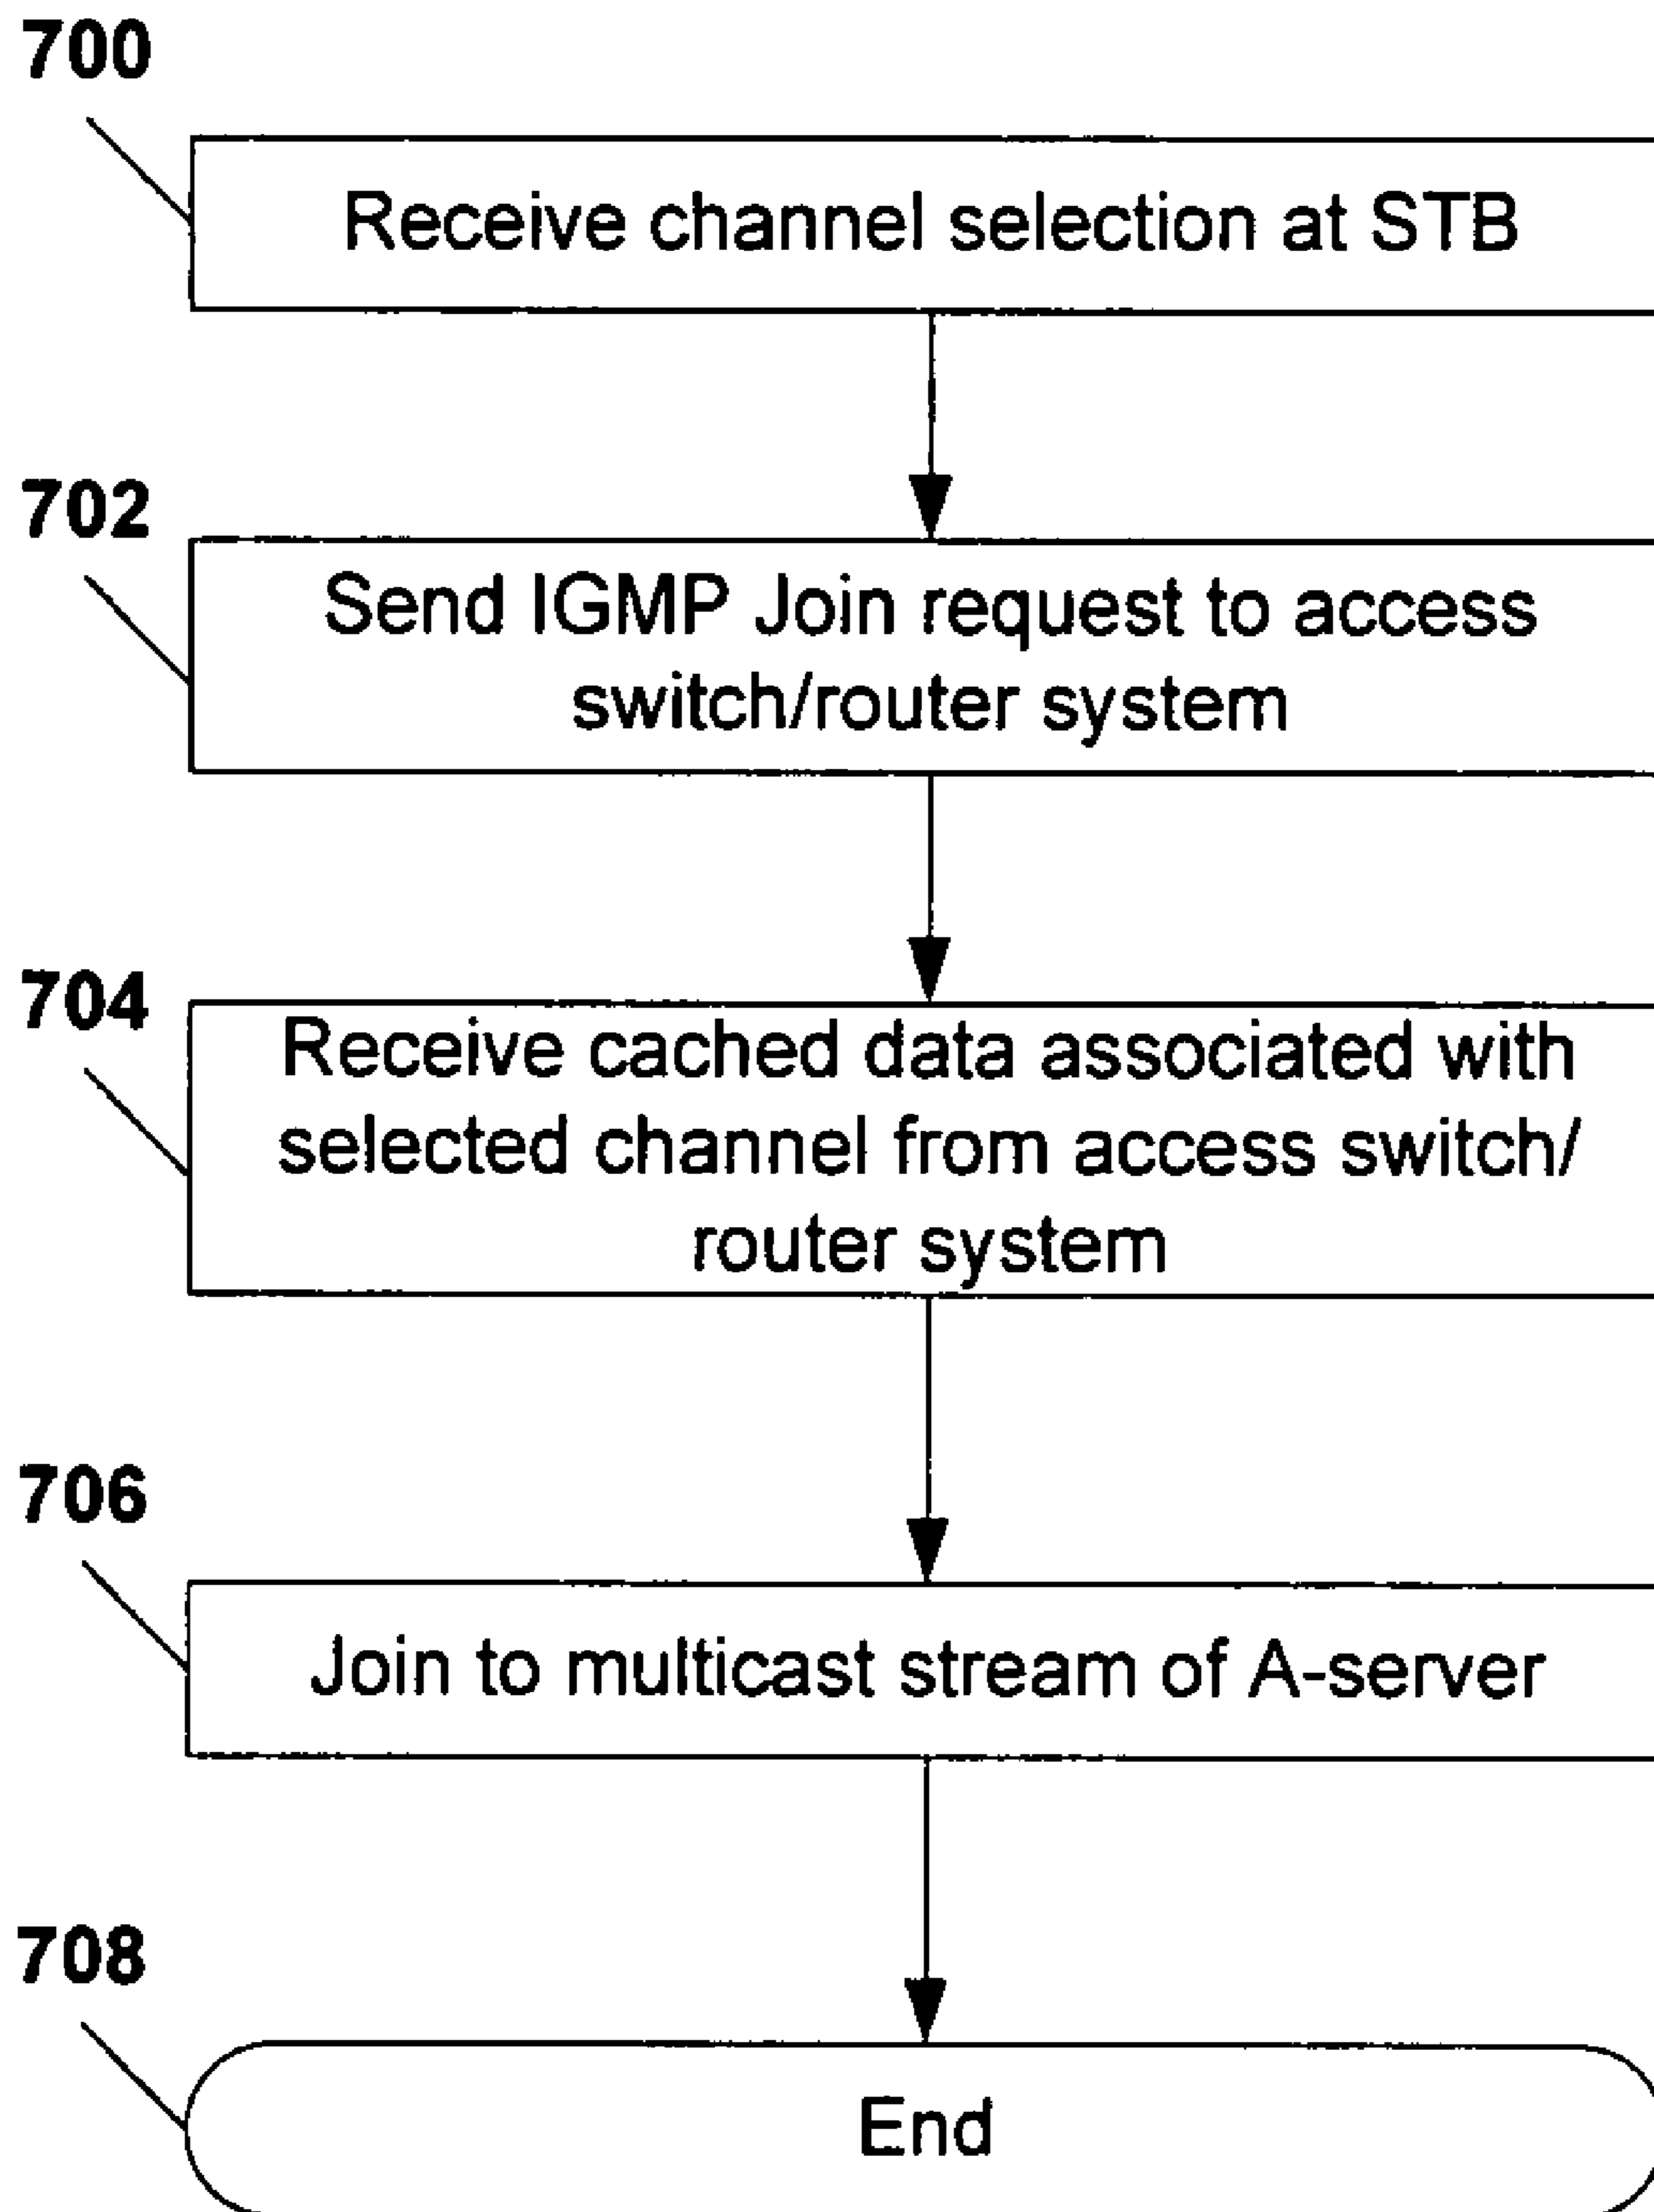 700
Receive channel selection at STB
702
Send IGMP Join request to access
switch/router system
704
Receive cached data associated with
selected channel from access switch/
router system
706
Join to multicast stream of A-server
708
End